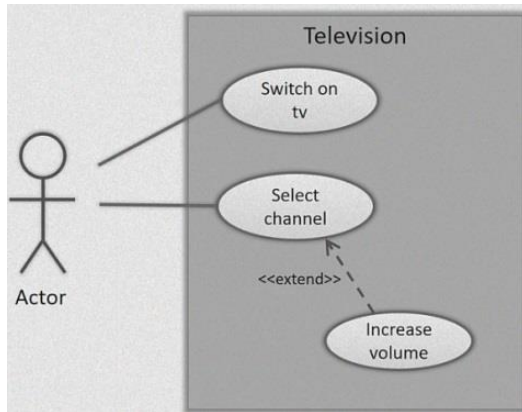 Television
Switch on
tv
Select
channel
<<extend>>
Actor
Increase
volume